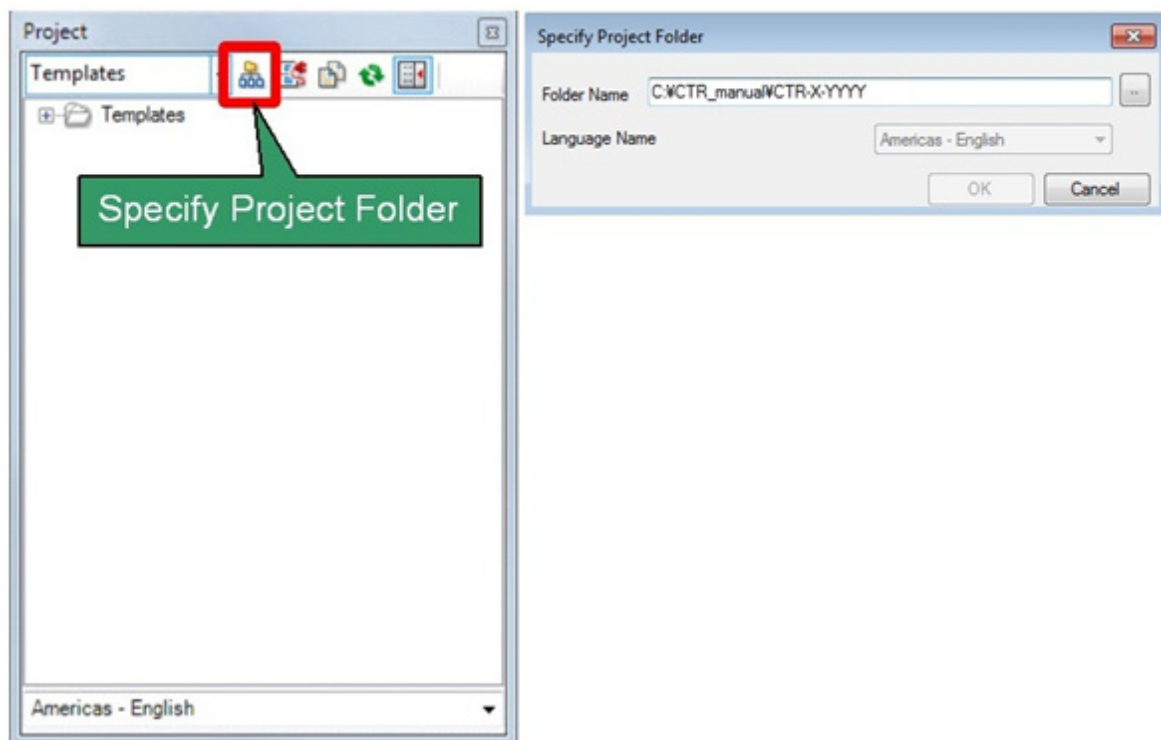 Project
Templates
Templates
Specify Project Folder
Americas - English
Specify Project Folder
Folder Name C:¥CTR_manual¥CTR-X-YYYY ..
Language Name Americas - English
OK Cancel